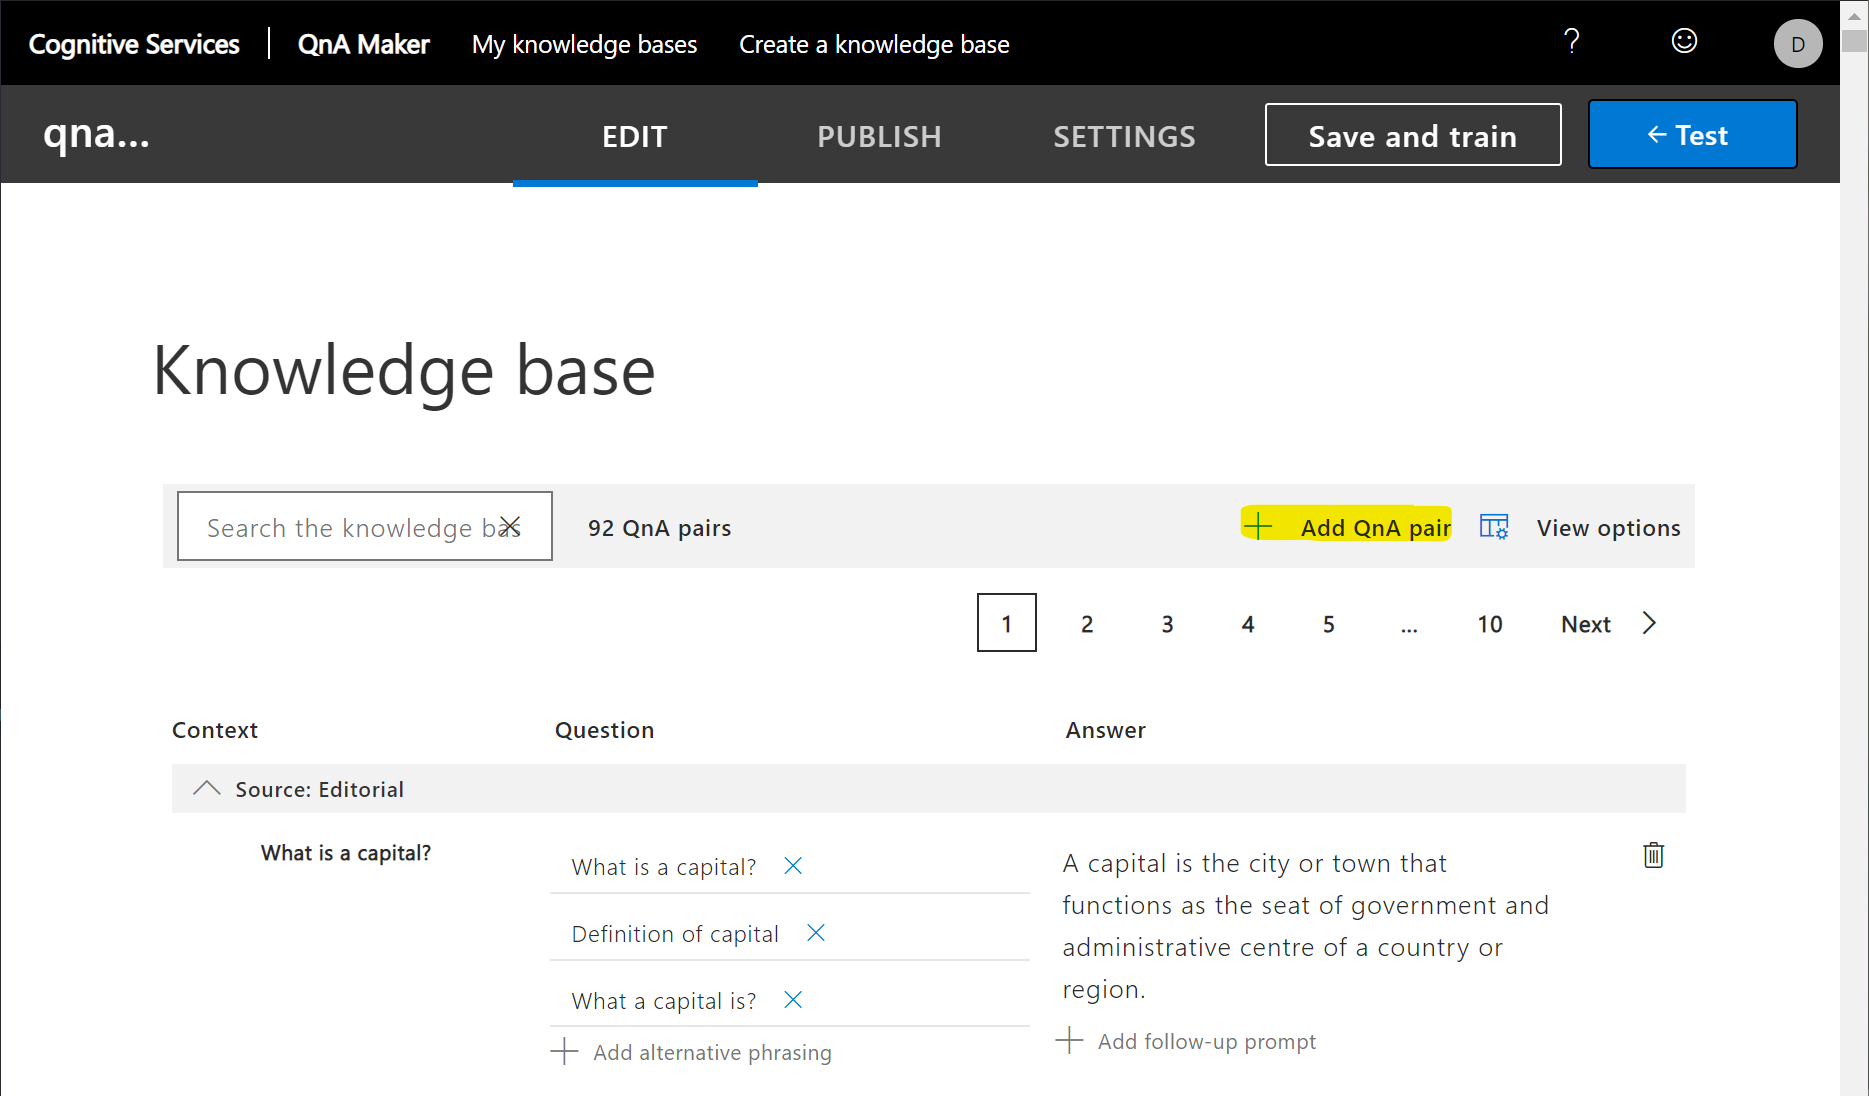 Cognitive Services | QnA Maker My knowledge bases Create a knowledge base ? D
qna... EDIT PUBLISH SETTINGS Save and train ← Test
Knowledge base
Search the knowledge bas 92 QnA pairs Add QnA pair View options
1 2 3 4 5 ... 10 Next
Context Question Answer
Source: Editorial
What is a capital?
What is a capital?
Definition of capital
What a capital is?
Add alternative phrasing
A capital is the city or town that
functions as the seat of government and
administrative centre of a country or
region.
Add follow-up prompt